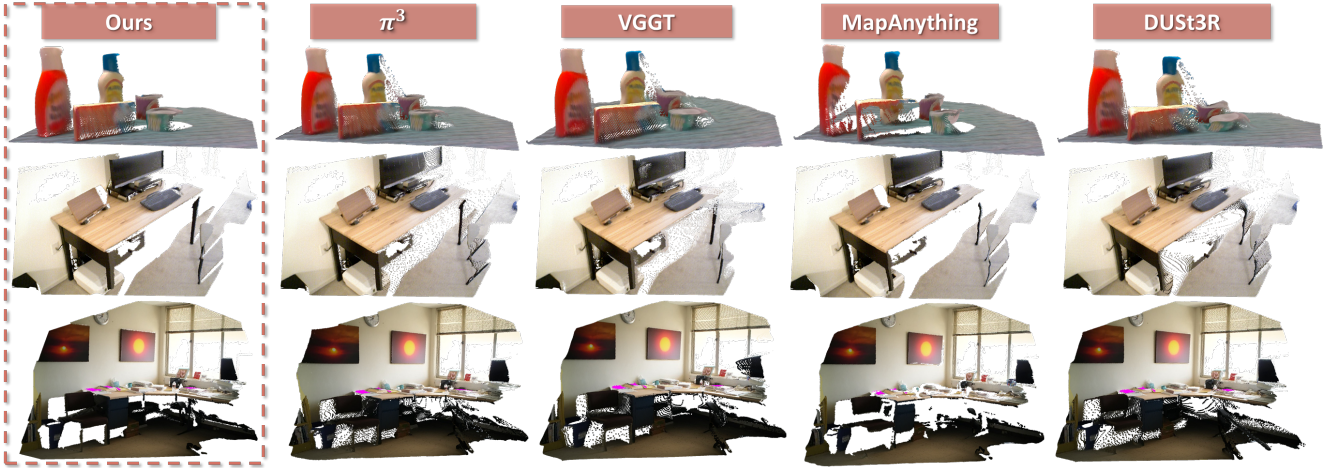 Ours
π³
VGGT
MapAnything
DUSt3R